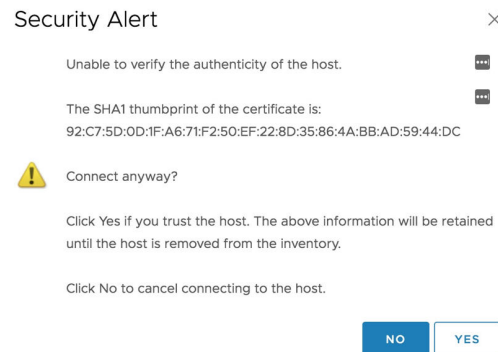 Security Alert
Unable to verify the authenticity of the host.
The SHA1 thumbprint of the certificate is:
92:C7:5D:0D:1F:A6:71:F2:50:EF:22:8D:35:86:4A:BB:AD:59:44:DC
Connect anyway?
Click Yes if you trust the host. The above information will be retained
until the host is removed from the inventory.
Click No to cancel connecting to the host.
NO YES